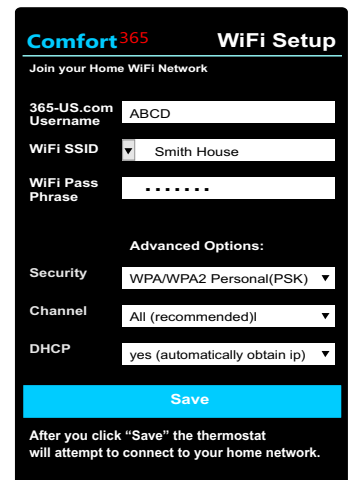 Comfort365 WiFi Setup
Join your Home WiFi Network
365-US.com
Username ABCD
WiFi SSID ▼ Smith House
WiFi Pass
Phrase .......
Advanced Options:
Security WPA/WPA2 Personal(PSK) ▼
Channel All (recommended)l ▼
DHCP yes (automatically obtain ip) ▼
Save
After you click “Save” the thermostat
will attempt to connect to your home network.